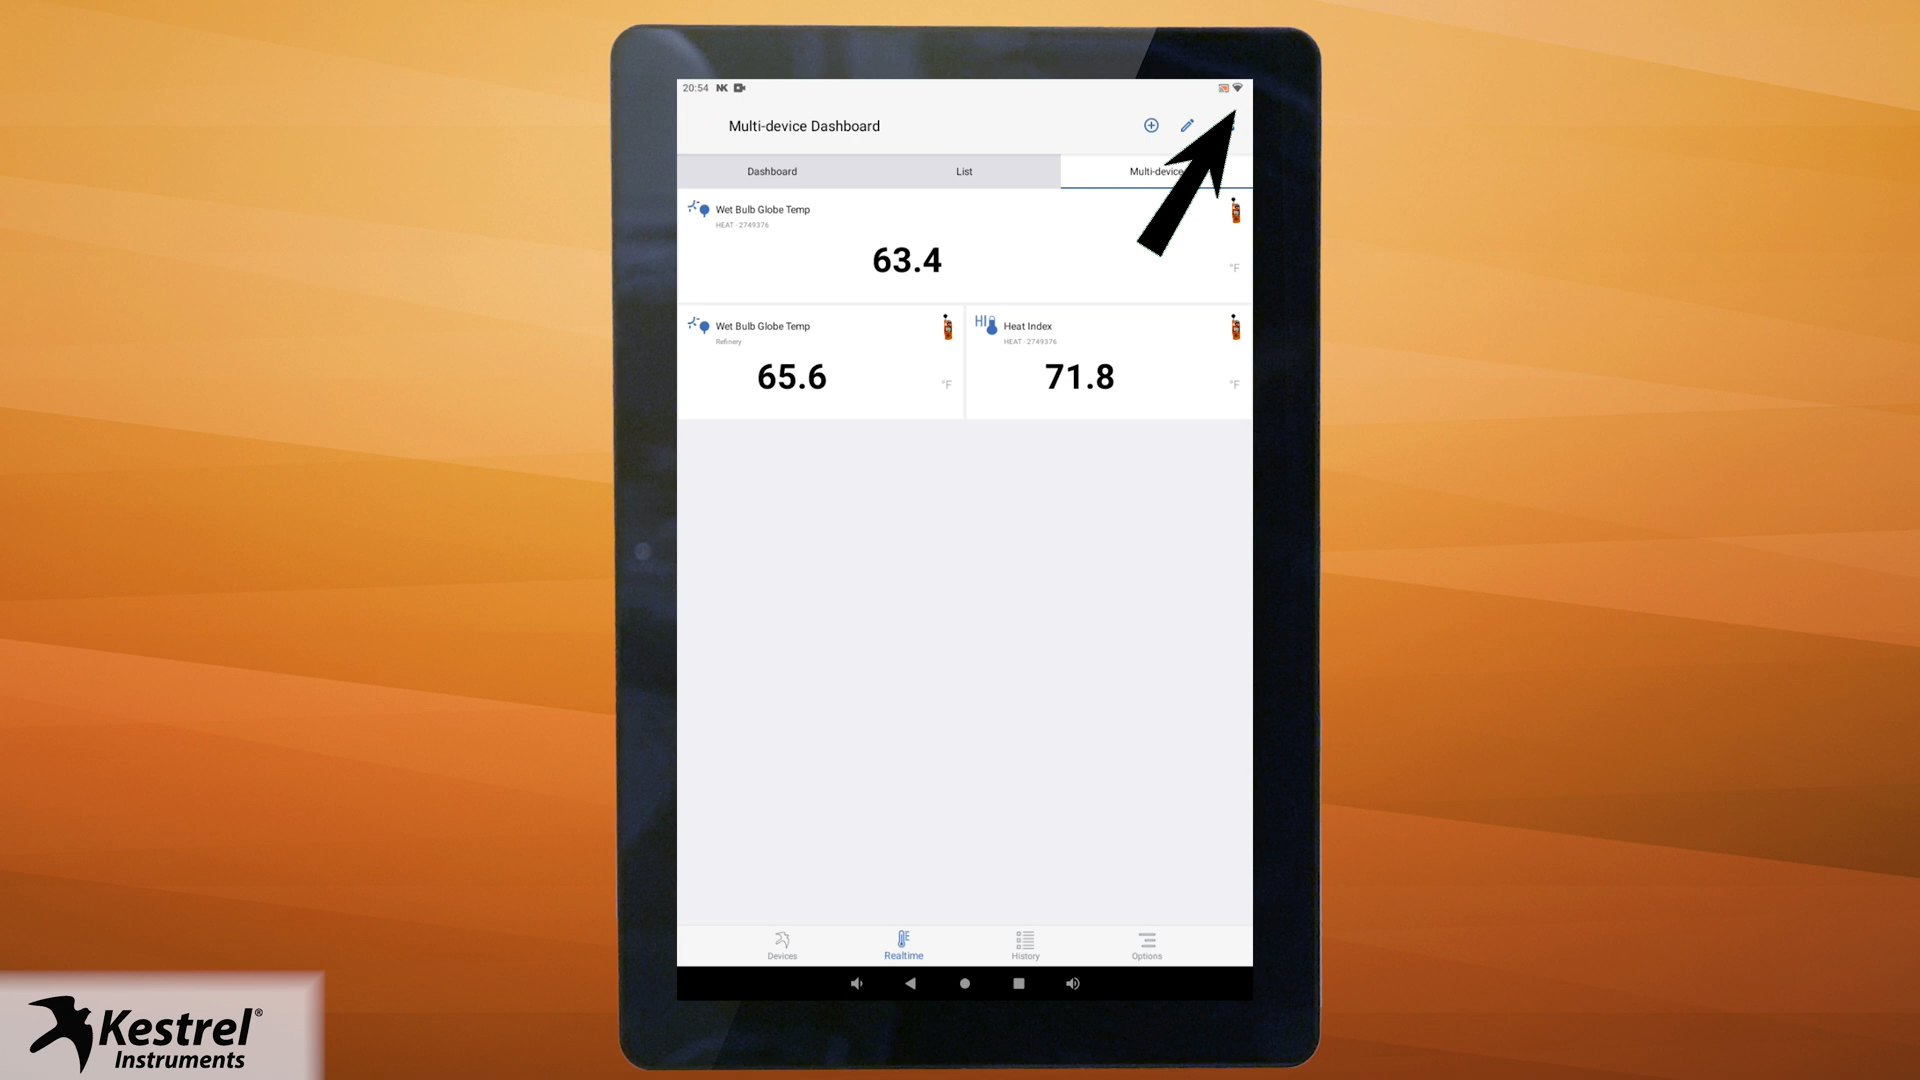 20:54 NK
Multi-device Dashboard
Dashboard List Multi-device
Wet Bulb Globe Temp
HEAT - 2749376
63.4 °F
Wet Bulb Globe Temp
Refinery
65.6 °F
HI Heat Index
HEAT - 2749376
71.8 °F
Devices Realtime History Options
Kestrel®
Instruments